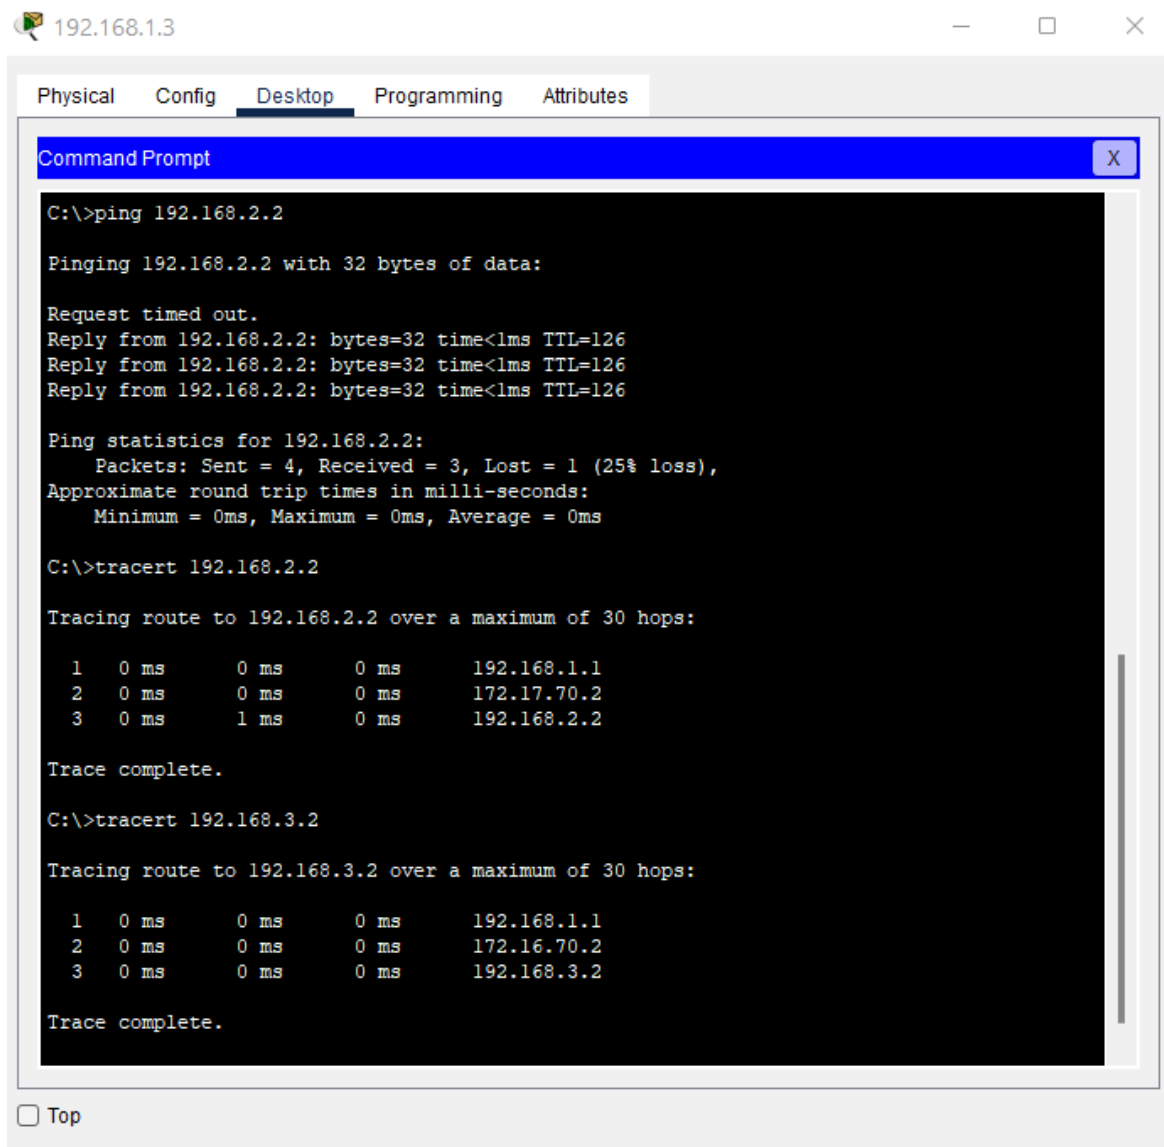 192.168.1.3
Physical Config Desktop Programming Attributes
Command Prompt X
C:\>ping 192.168.2.2
Pinging 192.168.2.2 with 32 bytes of data:
Request timed out.
Reply from 192.168.2.2: bytes=32 time<1ms TTL=126
Reply from 192.168.2.2: bytes=32 time<1ms TTL=126
Reply from 192.168.2.2: bytes=32 time<1ms TTL=126
Ping statistics for 192.168.2.2:
    Packets: Sent = 4, Received = 3, Lost = 1 (25% loss),
Approximate round trip times in milli-seconds:
    Minimum = 0ms, Maximum = 0ms, Average = 0ms
C:\>tracert 192.168.2.2
Tracing route to 192.168.2.2 over a maximum of 30 hops:
  1   0 ms      0 ms      0 ms      192.168.1.1
  2   0 ms      0 ms      0 ms      172.17.70.2
  3   0 ms      1 ms      0 ms      192.168.2.2
Trace complete.
C:\>tracert 192.168.3.2
Tracing route to 192.168.3.2 over a maximum of 30 hops:
  1   0 ms      0 ms      0 ms      192.168.1.1
  2   0 ms      0 ms      0 ms      172.16.70.2
  3   0 ms      0 ms      0 ms      192.168.3.2
Trace complete.
Top